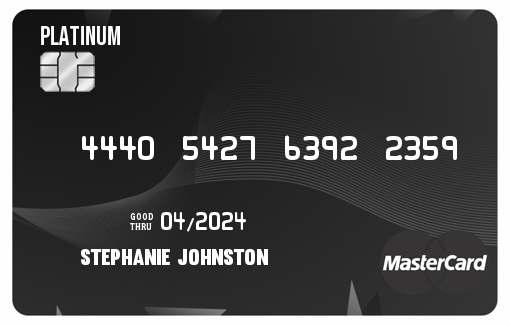 PLATINUM
4440 5427 6392 2359
GOOD THRU 04/2024
STEPHANIE JOHNSTON
MasterCard